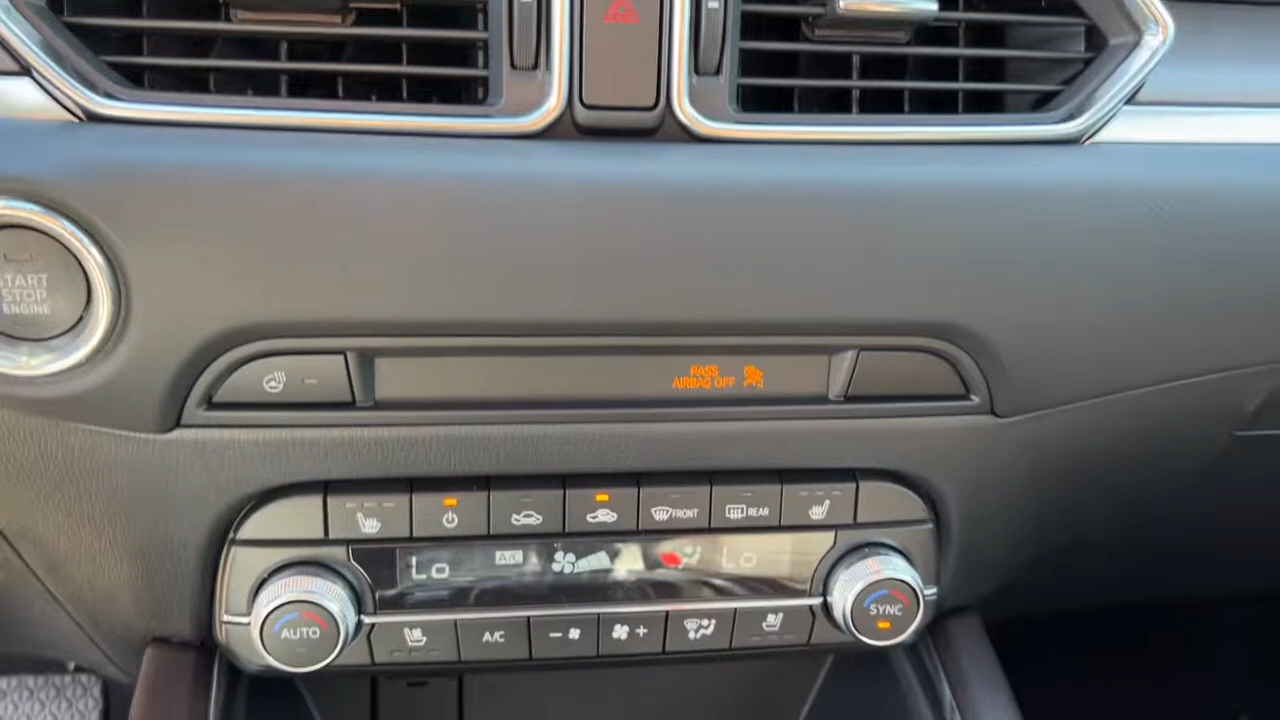 START
STOP
ENGINE
PASS
AIRBAG OFF
FRONT
REAR
Lo
A/C
Lo
AUTO
A/C
SYNC